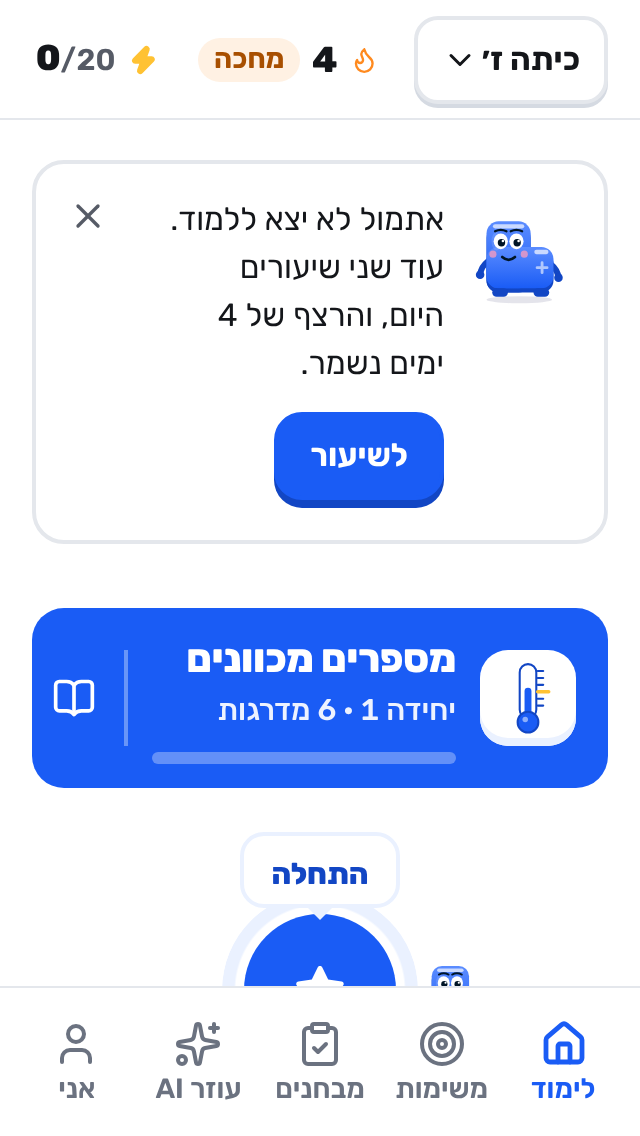 כיתה ז׳
4 מחכה
0/20
אתמול לא יצא ללמוד.
עוד שני שיעורים
היום, והרצף של 4
ימים נשמר.
לשיעור
מספרים מכוונים
יחידה 1 • 6 מדרגות
התחלה
לימוד
משימות
מבחנים
עוזר AI
אני